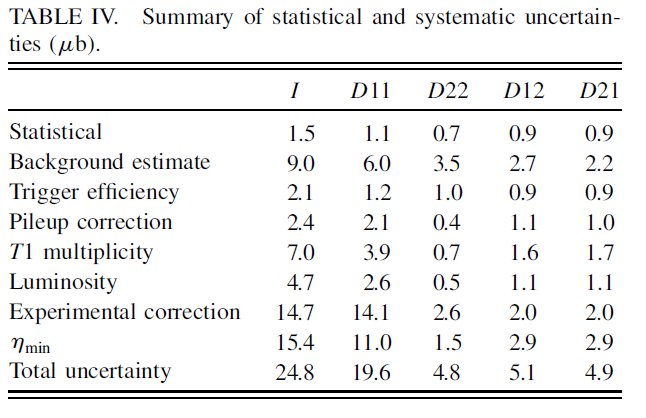 TABLE IV. Summary of statistical and systematic uncertain-
ties (μb).
I D11 D22 D12 D21
Statistical 1.5 1.1 0.7 0.9 0.9
Background estimate 9.0 6.0 3.5 2.7 2.2
Trigger efficiency 2.1 1.2 1.0 0.9 0.9
Pileup correction 2.4 2.1 0.4 1.1 1.0
T1 multiplicity 7.0 3.9 0.7 1.6 1.7
Luminosity 4.7 2.6 0.5 1.1 1.1
Experimental correction 14.7 14.1 2.6 2.0 2.0
ηmin 15.4 11.0 1.5 2.9 2.9
Total uncertainty 24.8 19.6 4.8 5.1 4.9